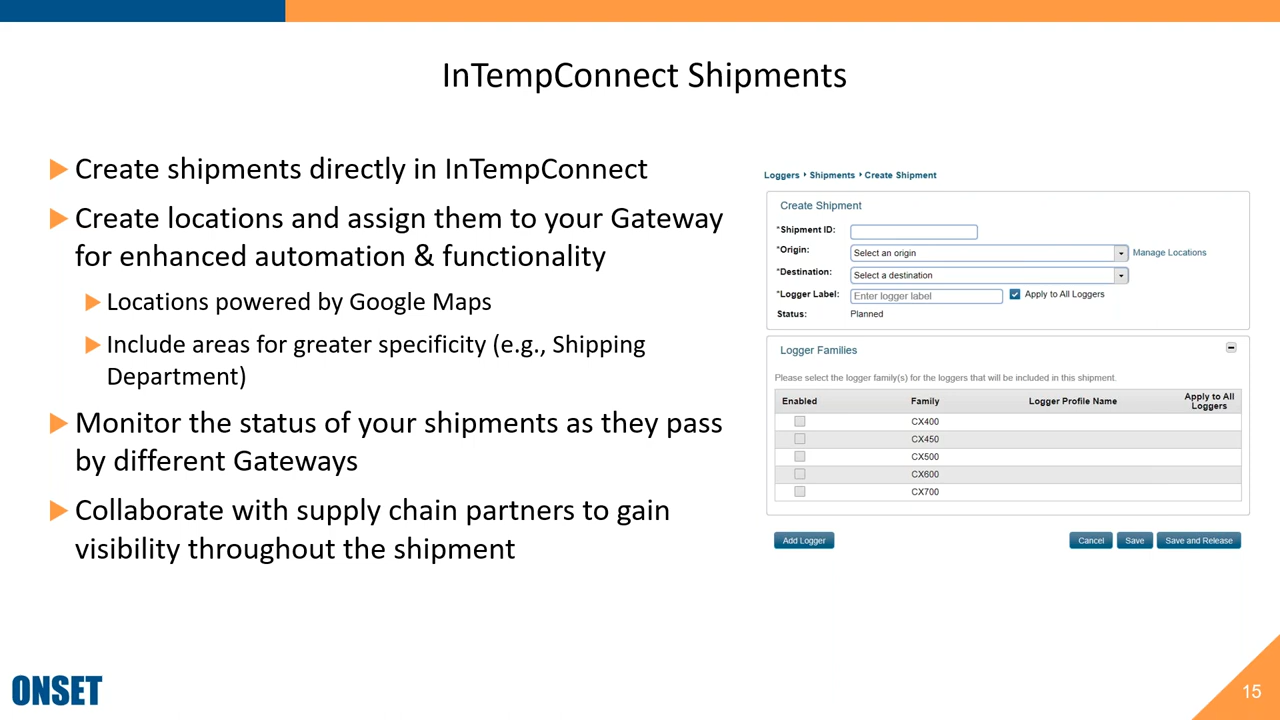 InTempConnect Shipments
Create shipments directly in InTempConnect
Create locations and assign them to your Gateway
for enhanced automation & functionality
Locations powered by Google Maps
Include areas for greater specificity (e.g., Shipping
Department)
Monitor the status of your shipments as they pass
by different Gateways
Collaborate with supply chain partners to gain
visibility throughout the shipment
Loggers Shipments Create Shipment
Create Shipment
*Shipment ID:
*Origin: Select an origin Manage Locations
*Destination: Select a destination
*Logger Label: Enter logger label Apply to All Loggers
Status: Planned
Logger Families
Please select the logger family(s) for the loggers that will be included in this shipment.
Enabled Family Logger Profile Name Apply to All
Loggers
CX400
CX450
CX500
CX600
CX700
Add Logger Cancel Save Save and Release
ONSET
15